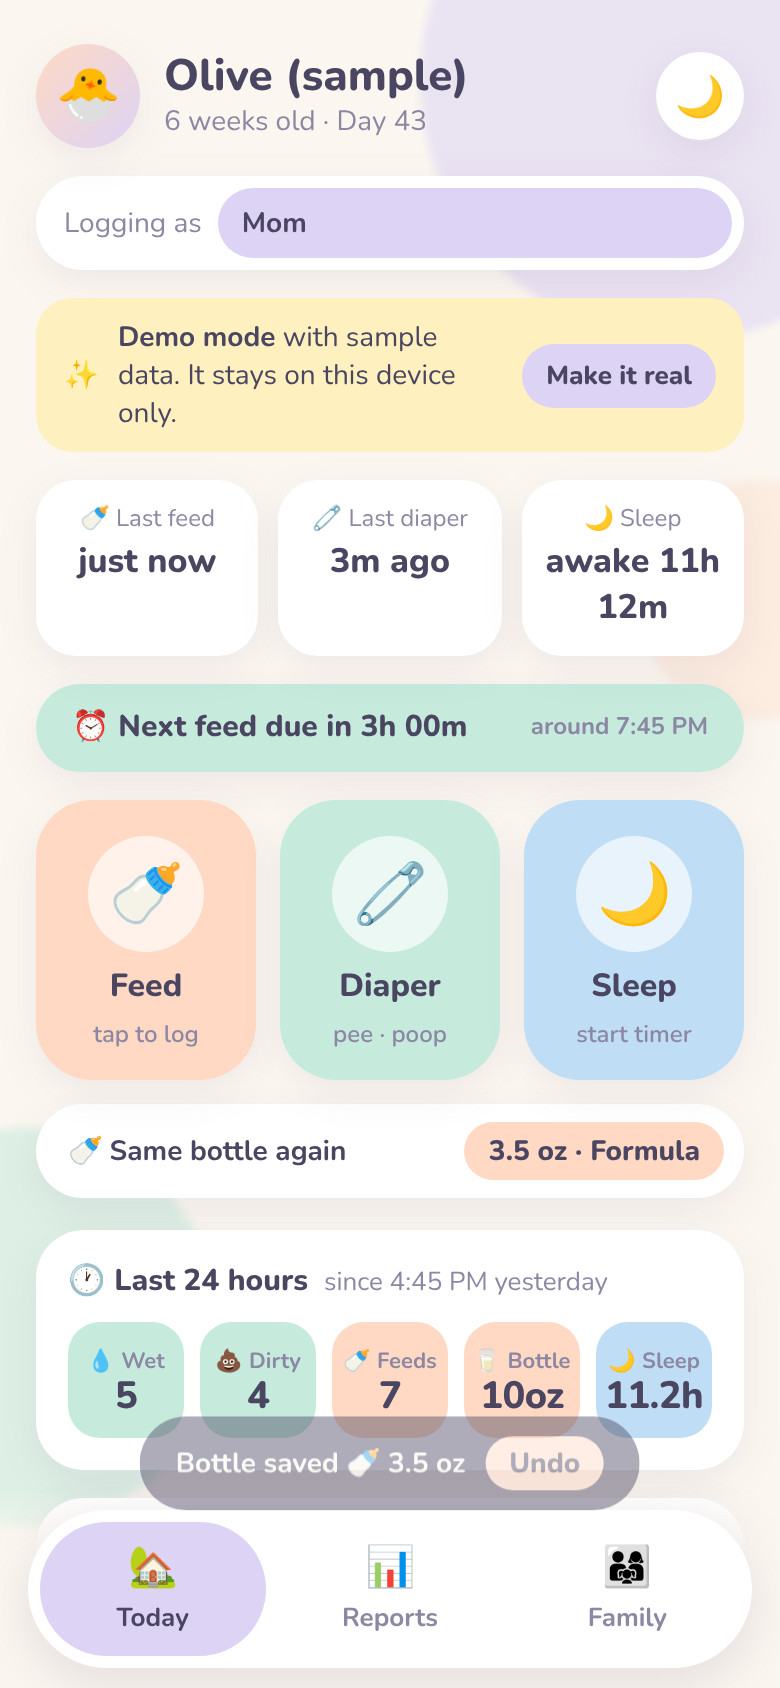 Olive (sample)
6 weeks old · Day 43
Logging as Mom
Demo mode with sample
data. It stays on this device
only.
Make it real
Last feed
just now
Last diaper
3m ago
Sleep
awake 11h
12m
Next feed due in 3h 00m around 7:45 PM
Feed
tap to log
Diaper
pee · poop
Sleep
start timer
Same bottle again 3.5 oz · Formula
Last 24 hours since 4:45 PM yesterday
Wet
5
Dirty
4
Feeds
7
Bottle
10oz
Sleep
11.2h
Bottle saved 3.5 oz Undo
Today
Reports
Family